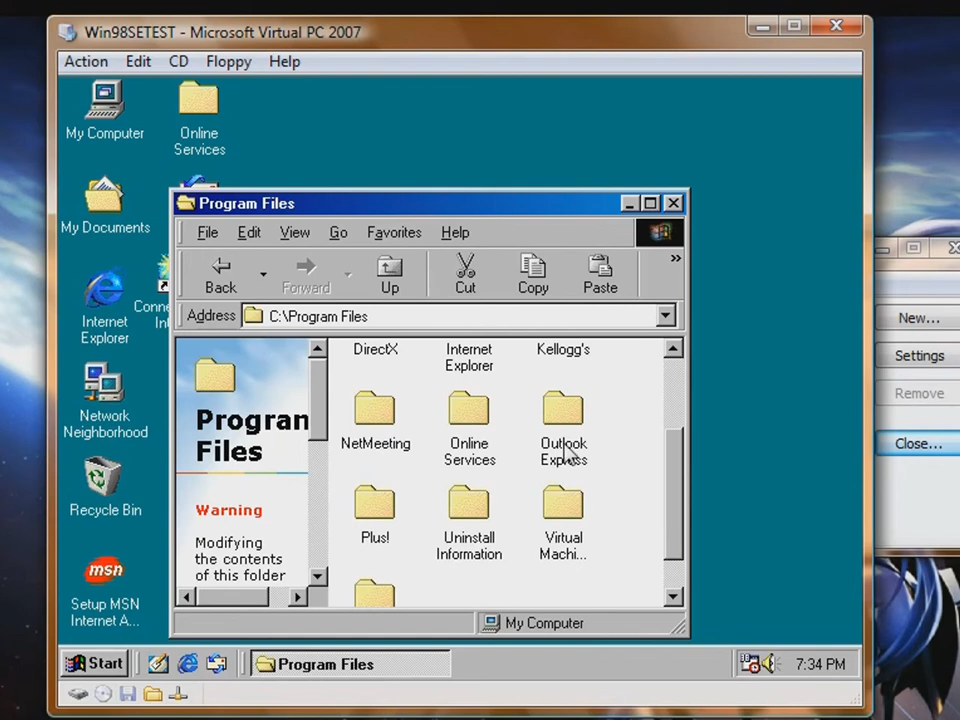 Win98SETEST - Microsoft Virtual PC 2007
Action Edit CD Floppy Help
My Computer
Online
Services
My Documents
Internet
Explorer
Conne
In
Network
Neighborhood
Recycle Bin
msn
Setup MSN
Internet A...
Program Files
File Edit View Go Favorites Help
Back Forward Up Cut Copy Paste
»
Address C:\Program Files
Program
Files
Warning
Modifying
the contents
of this folder
DirectX
Internet
Explorer
Kellogg's
NetMeeting
Online
Services
Outlook
Express
Plus!
Uninstall
Information
Virtual
Machi...
My Computer
Start
Program Files
7:34 PM
New...
Settings
Remove
Close...